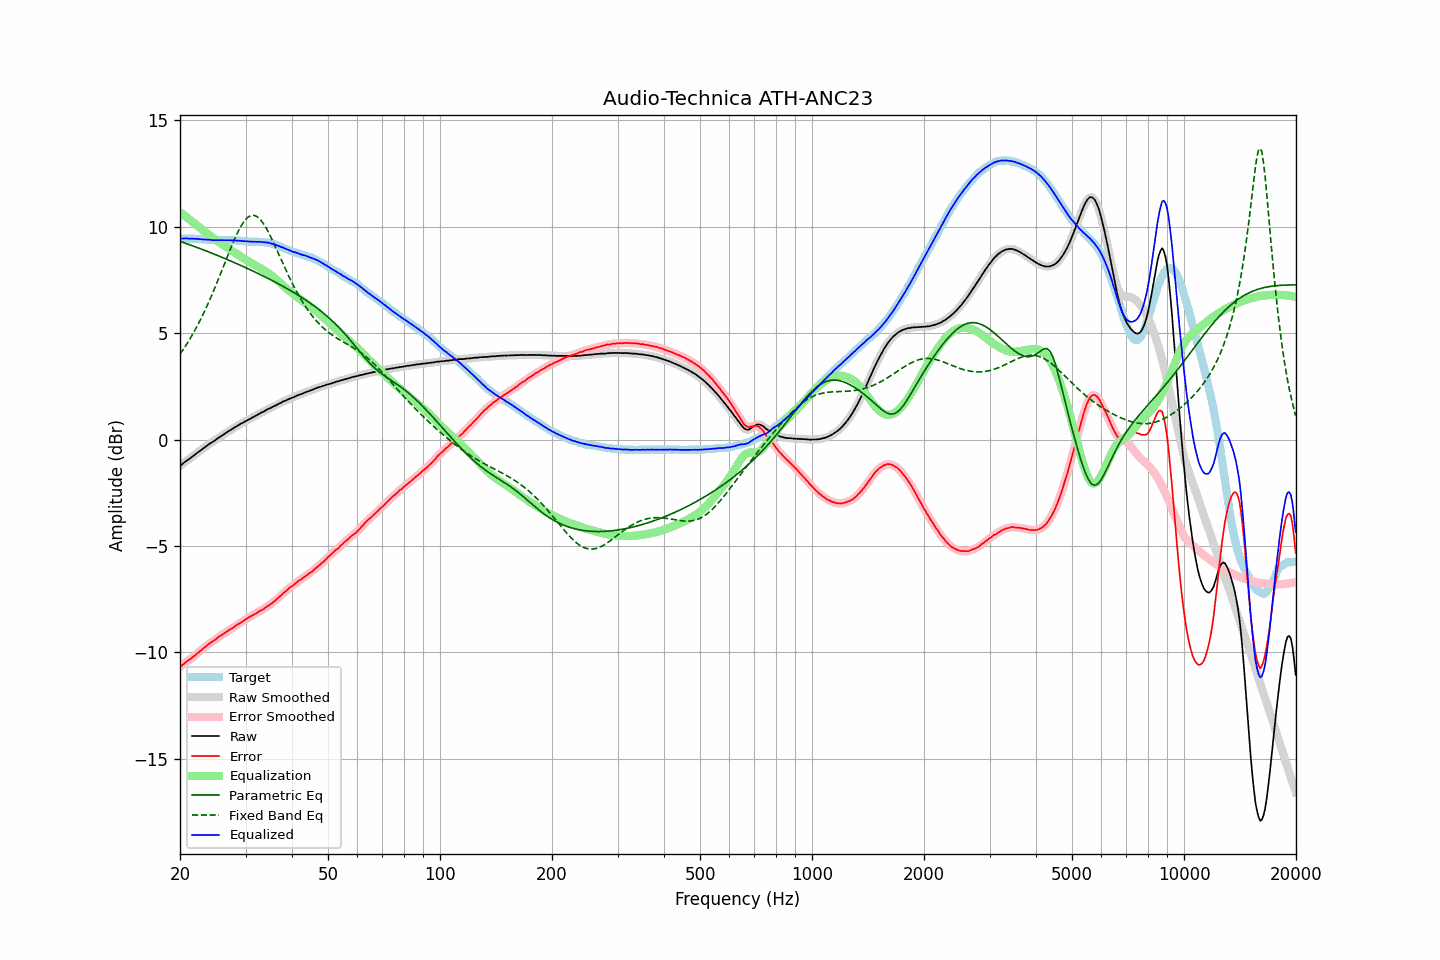 Audio-Technica ATH-ANC23
Amplitude (dBr)
15
10
5
0
−5
−10
−15
Target
Raw Smoothed
Error Smoothed
Raw
Error
Equalization
Parametric Eq
Fixed Band Eq
Equalized
20 50 100 200 500 1000 2000 5000 10000 20000
Frequency (Hz)